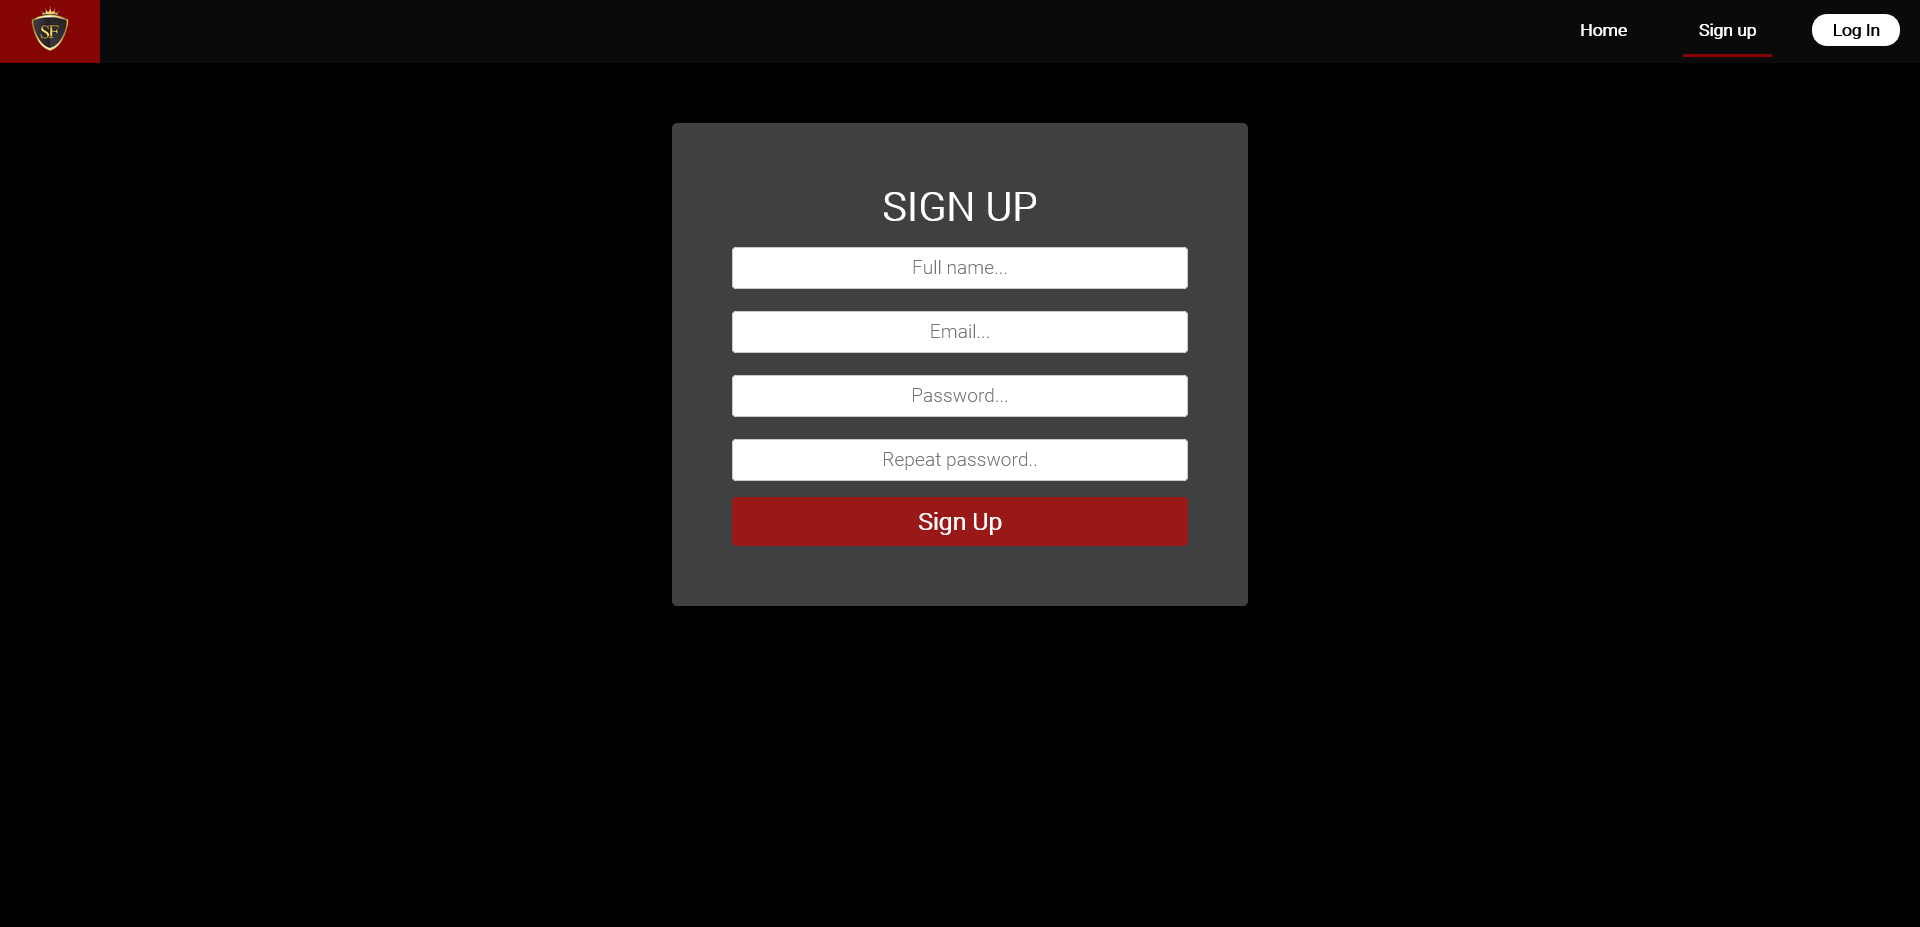 SF
Home
Sign up
Log In
SIGN UP
Full name...
Email...
Password...
Repeat password..
Sign Up